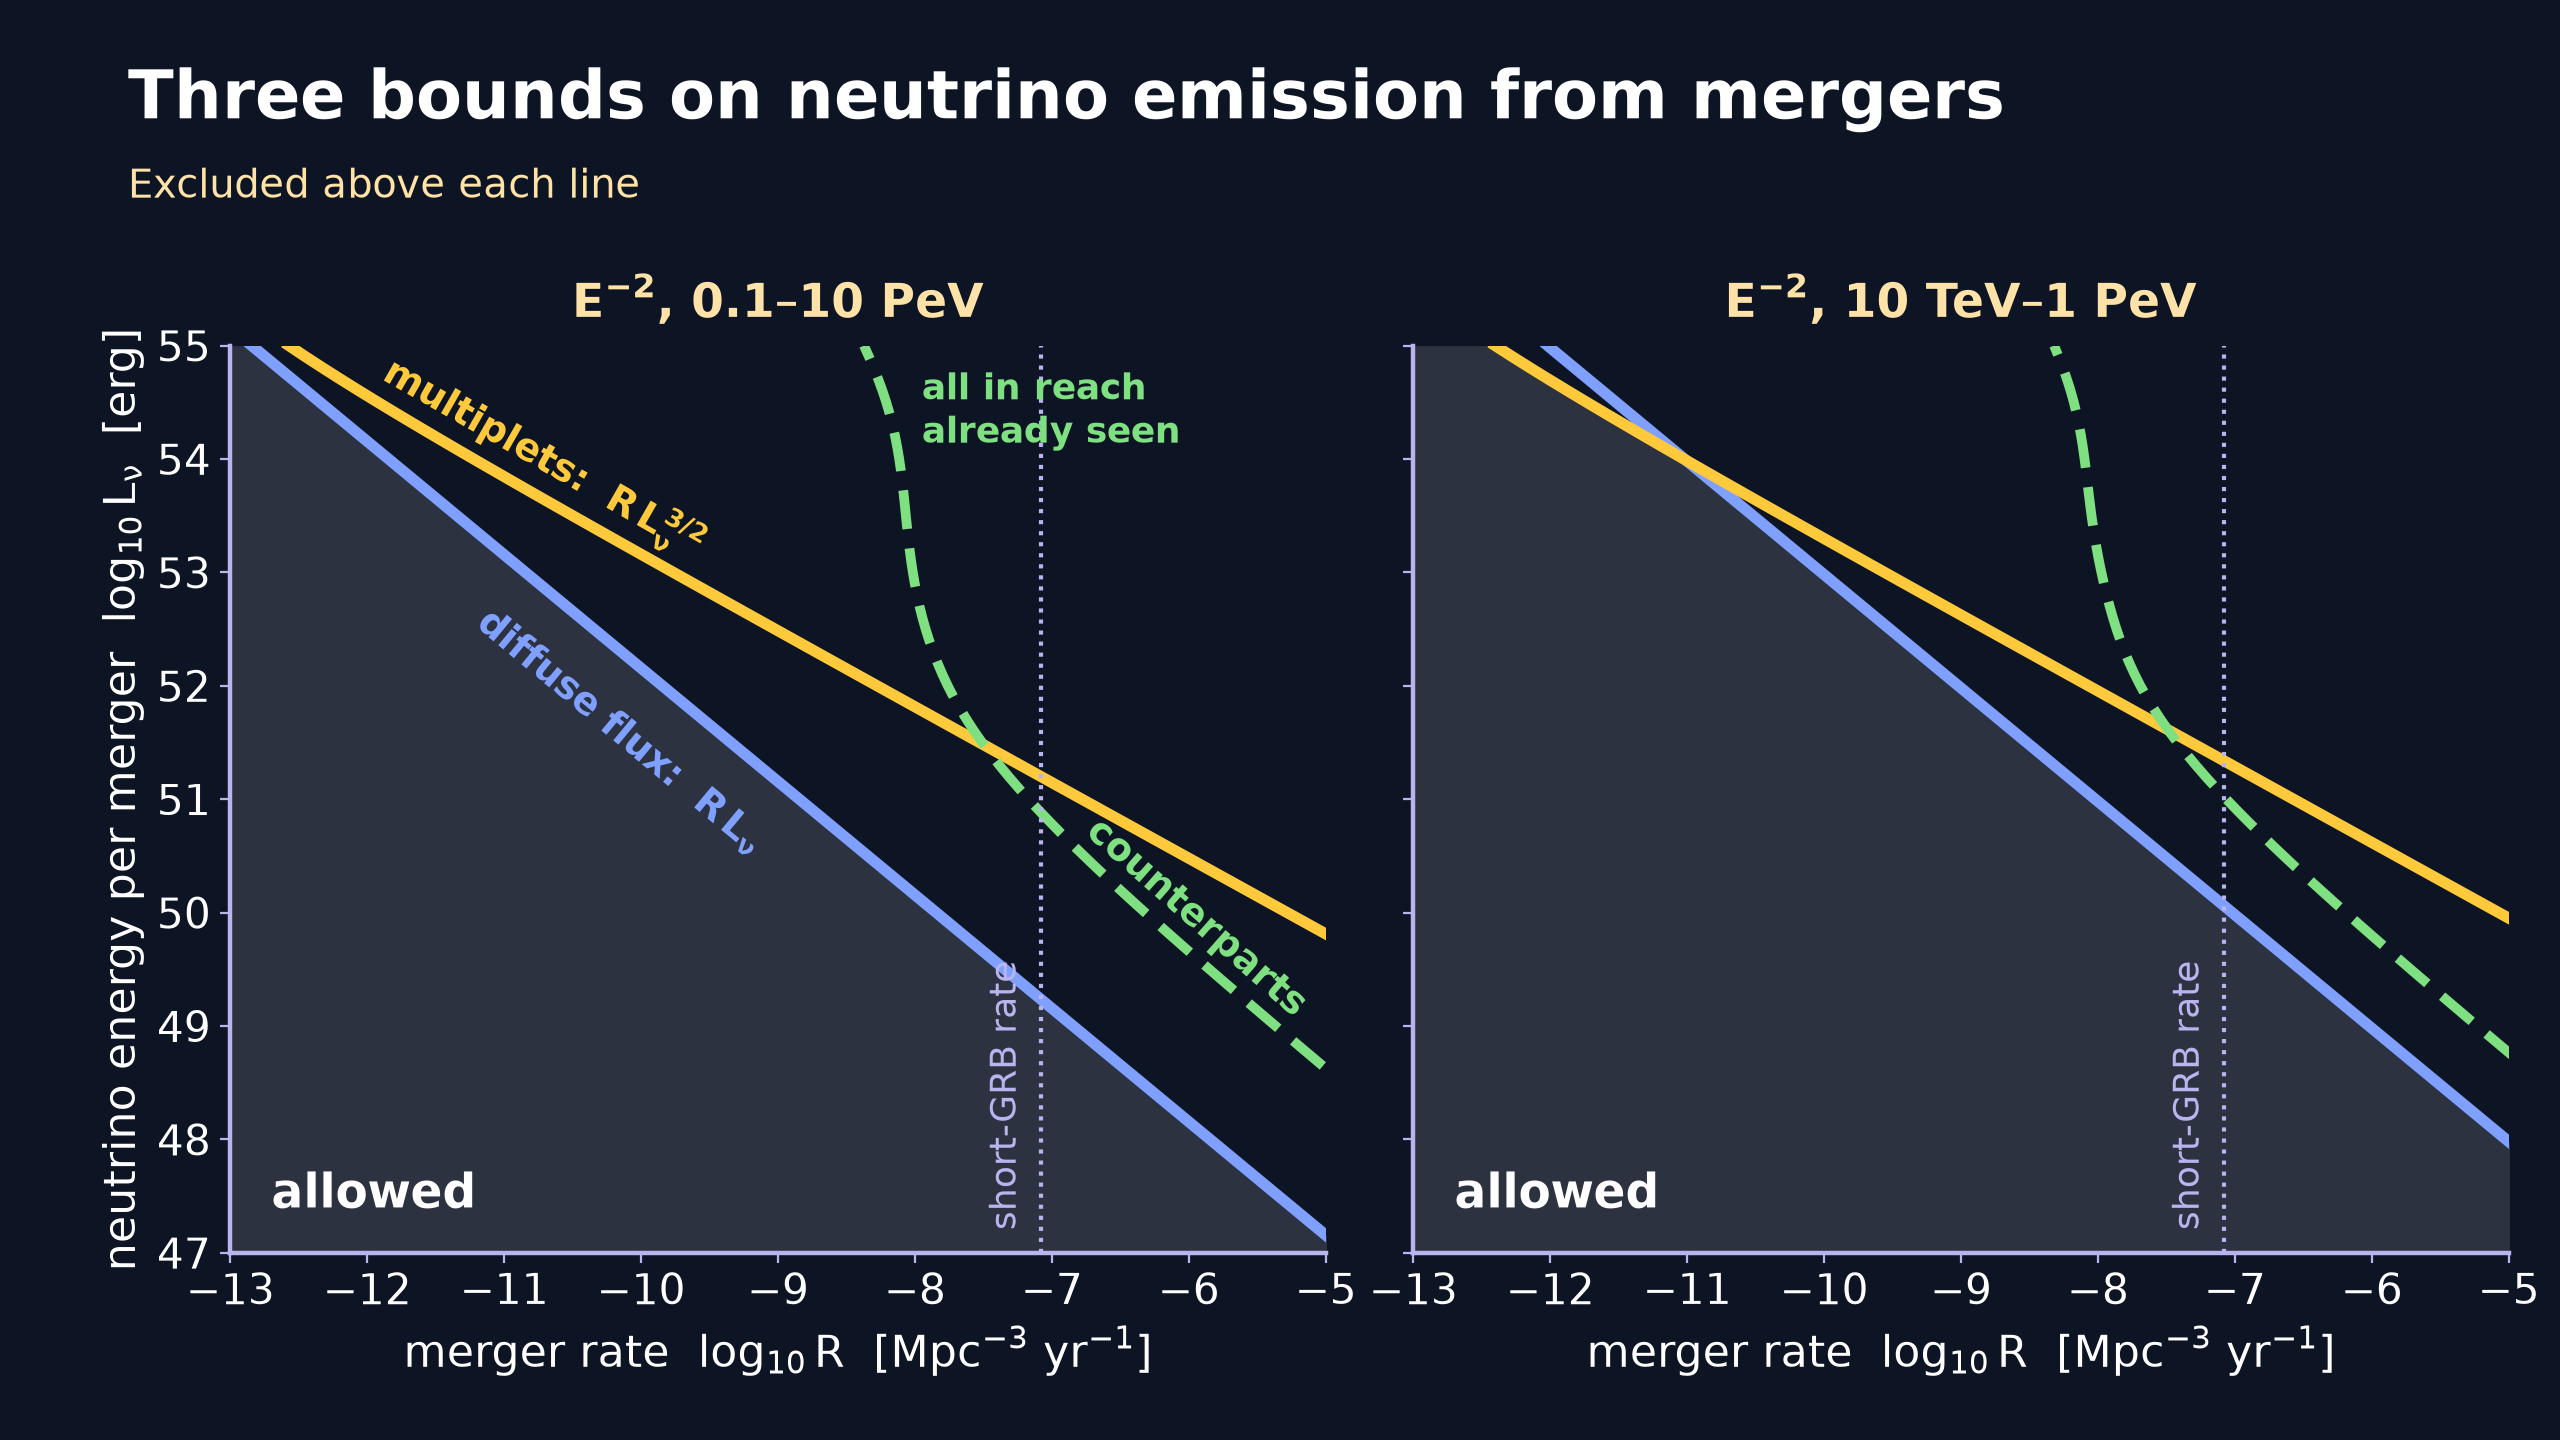 Three bounds on neutrino emission from mergers
Excluded above each line
E⁻², 0.1–10 PeV
neutrino energy per merger log₁₀ Lᵥ [erg]
55
54
53
52
51
50
49
48
47
multiplets: R Lᵥ^3/2
diffuse flux: R Lᵥ
all in reach
already seen
counterparts
short-GRB rate
allowed
−13 −12 −11 −10 −9 −8 −7 −6 −5
merger rate log₁₀ R [Mpc⁻³ yr⁻¹]
E⁻², 10 TeV–1 PeV
short-GRB rate
allowed
−13 −12 −11 −10 −9 −8 −7 −6 −5
merger rate log₁₀ R [Mpc⁻³ yr⁻¹]